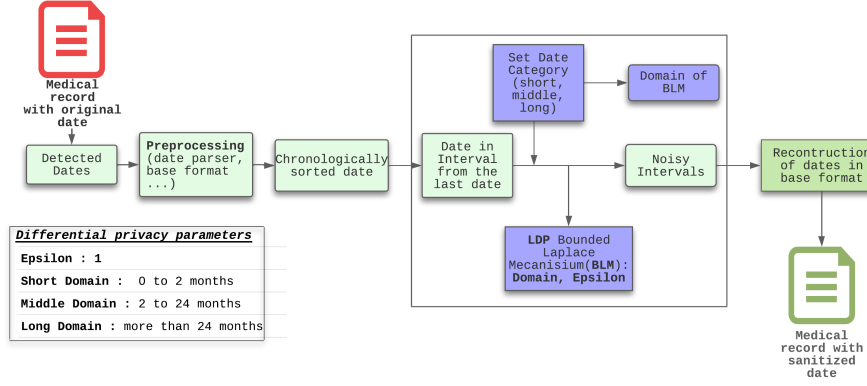 Medical
record
with original
date
Detected
Dates
Preprocessing
(date parser,
base format
...)
Chronologically
sorted date
Date in
Interval
from the
last date
Set Date
Category
(short,
middle,
long)
Domain of
BLM
Noisy
Intervals
LDP Bounded
Laplace
Mecanisium(BLM):
Domain, Epsilon
Recontruction
of dates in
base format
Medical
record with
sanitized
date
Differential privacy parameters
Epsilon : 1
Short Domain : 0 to 2 months
Middle Domain : 2 to 24 months
Long Domain : more than 24 months